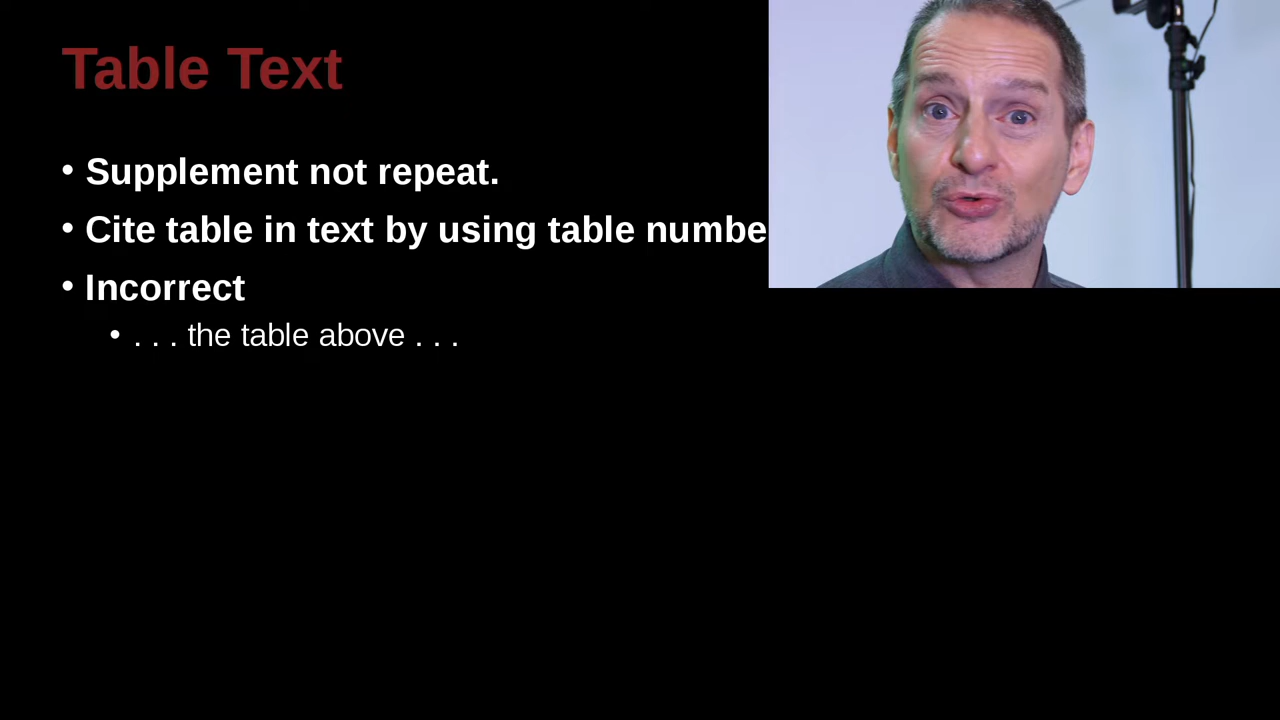 Table Text
• Supplement not repeat.
• Cite table in text by using table numbe
• Incorrect
• . . . the table above . . .